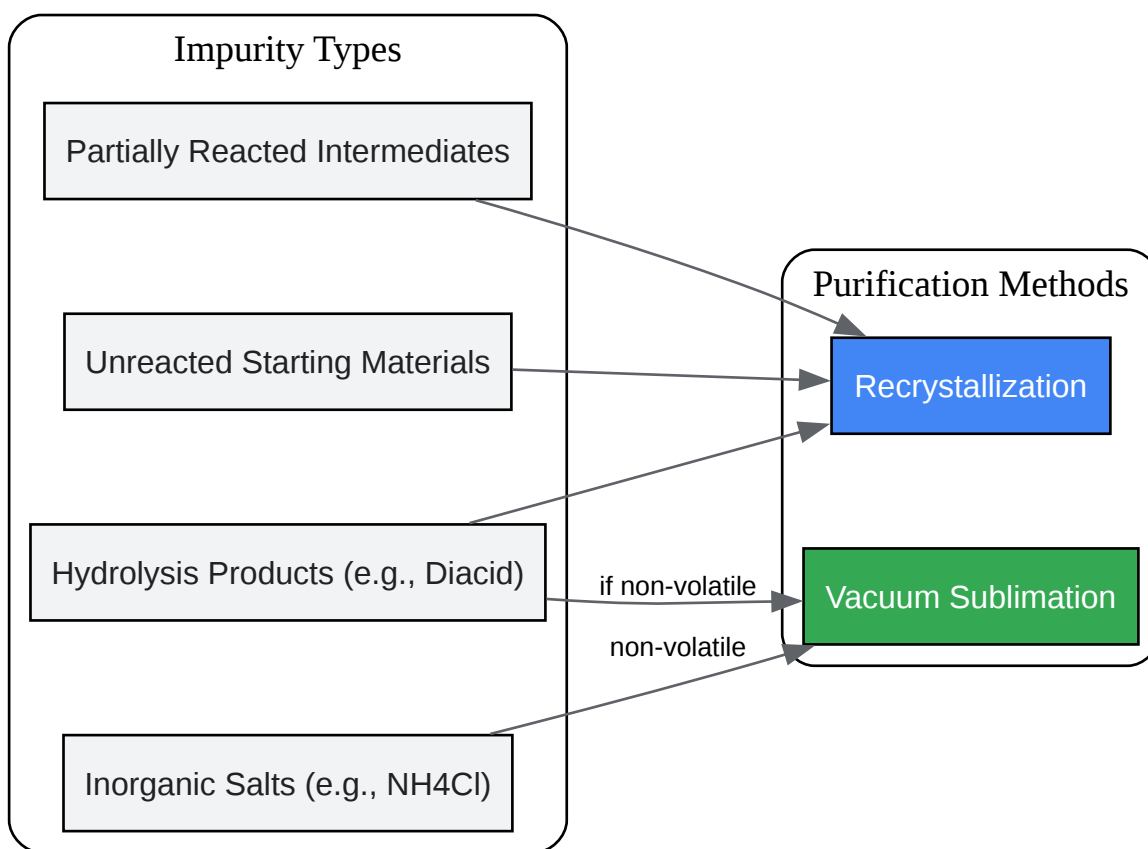 Impurity Types
Partially Reacted Intermediates
Purification Methods
Unreacted Starting Materials
Recrystallization
Hydrolysis Products (e.g., Diacid)
if non-volatile
Vacuum Sublimation
non-volatile
Inorganic Salts (e.g., NH4Cl)